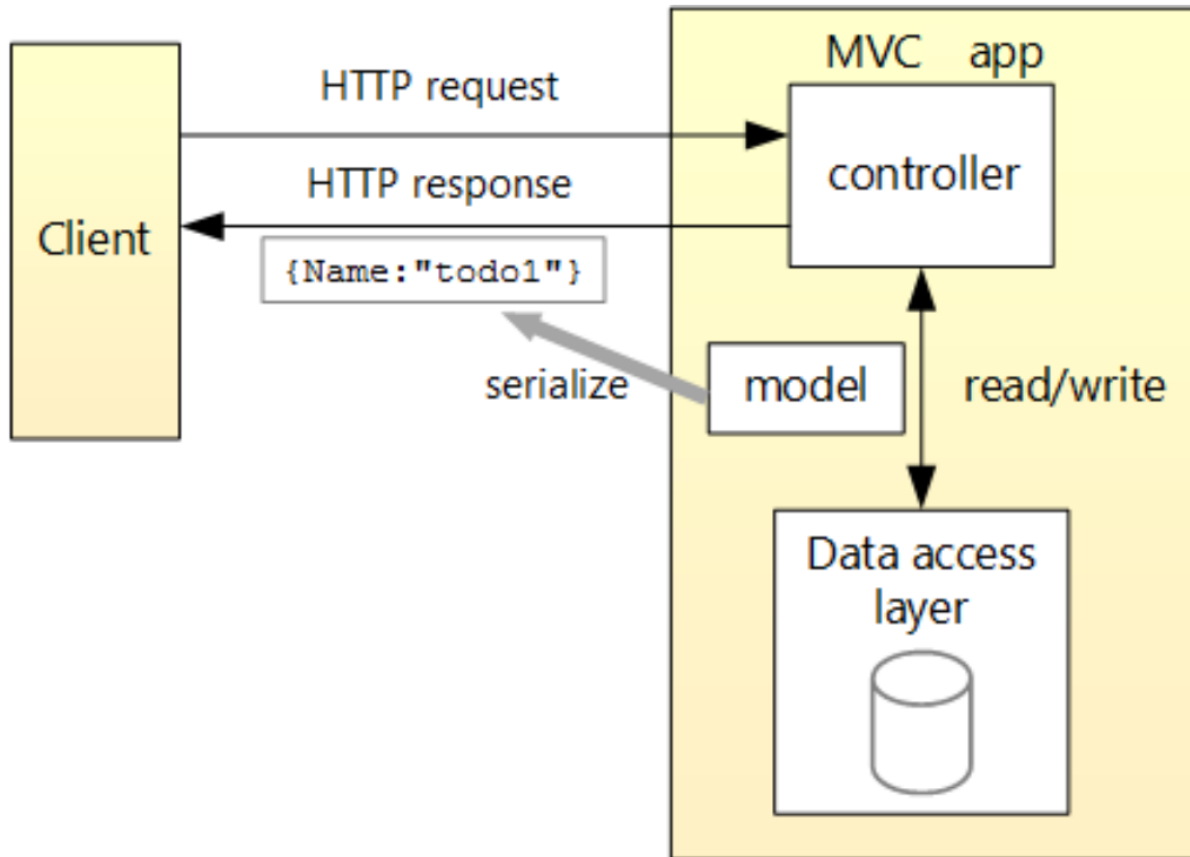 MVC app
HTTP request
controller
HTTP response
Client
{Name:"todo1"}
serialize
model
read/write
Data access
layer